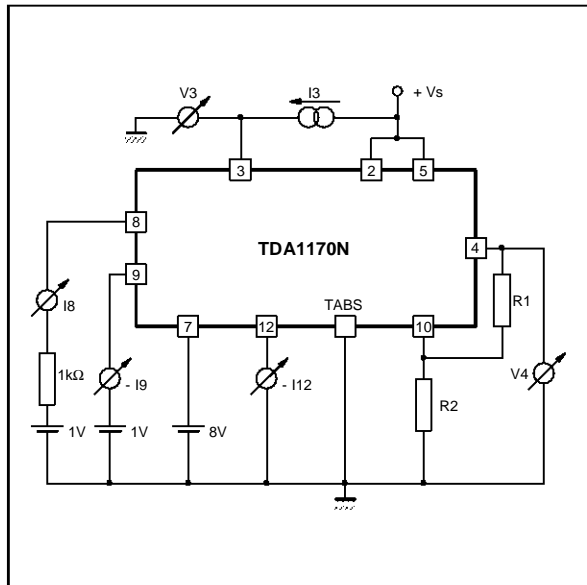 V3
I3
+ Vs
3
2
5
8
TDA1170N
4
9
R1
TABS
I8
7
12
10
1kΩ
- I9
- I12
V4
R2
1V
1V
8V